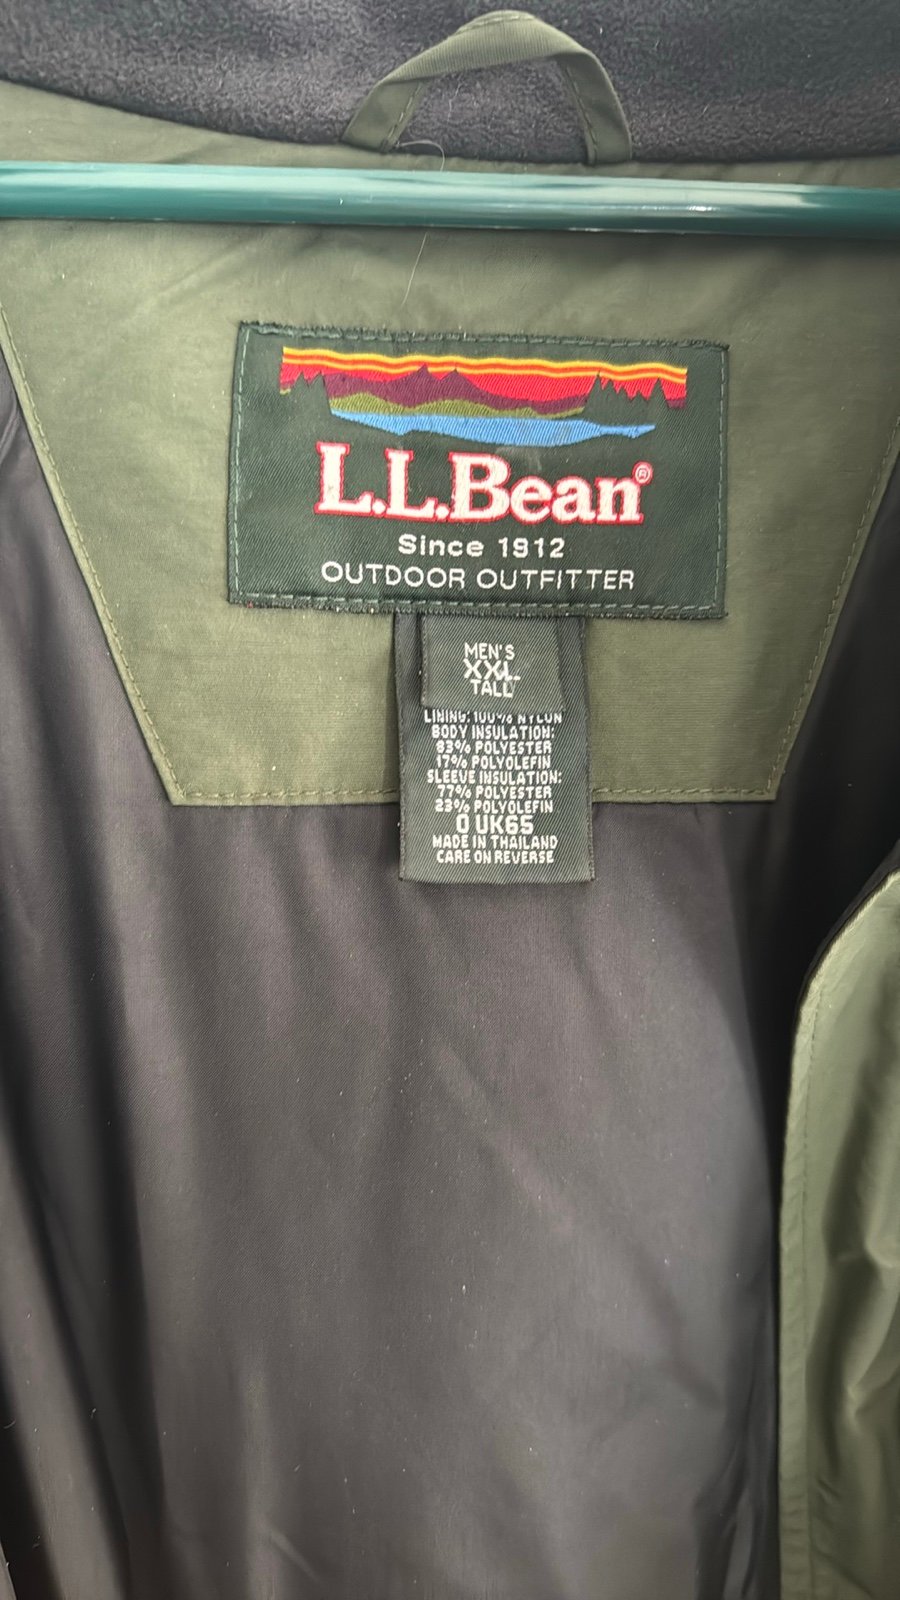 L.L.Bean®
Since 1912
OUTDOOR OUTFITTER
MEN'S
XXL
TALL
LINING: 100% NYLON
BODY INSULATION:
83% POLYESTER
17% POLYOLEFIN
SLEEVE INSULATION:
77% POLYESTER
23% POLYOLEFIN
0 UK65
MADE IN THAILAND
CARE ON REVERSE